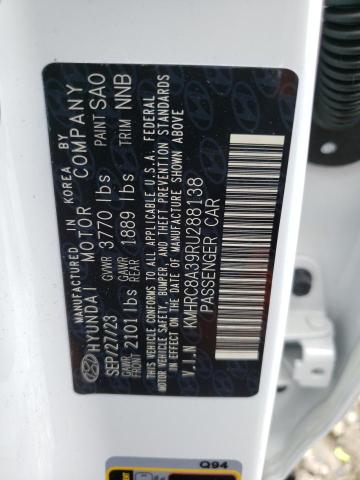 MANUFACTURED IN KOREA BY
HYUNDAI MOTOR COMPANY
SEP/27/23 GVWR 3770 lbs PAINT SAO
GAWR FRONT 2101 lbs GAWR REAR 1889 lbs TRIM NNB
THIS VEHICLE CONFORMS TO ALL APPLICABLE U.S.A. FEDERAL
MOTOR VEHICLE SAFETY, BUMPER, AND THEFT PREVENTION STANDARDS
IN EFFECT ON THE DATE OF MANUFACTURE SHOWN ABOVE
V.I.N KMHRC8A39RU288198
PASSENGER CAR
Q94